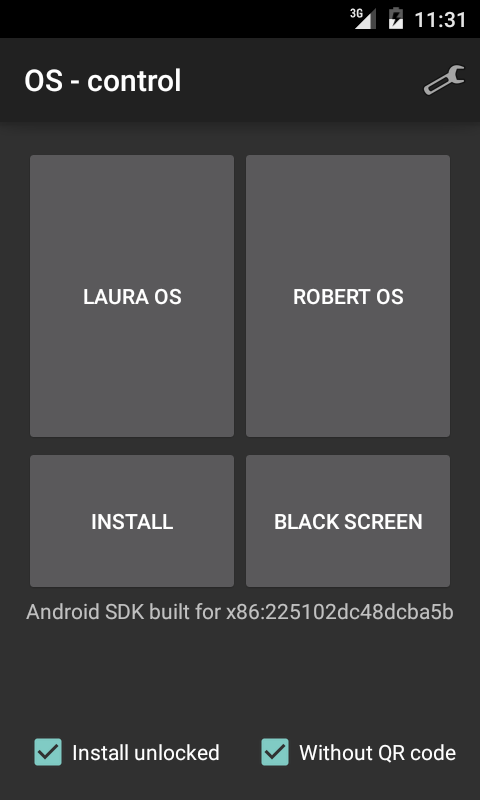 3G 11:31
OS - control
LAURA OS ROBERT OS
INSTALL BLACK SCREEN
Android SDK built for x86:225102dc48dcba5b
Install unlocked Without QR code